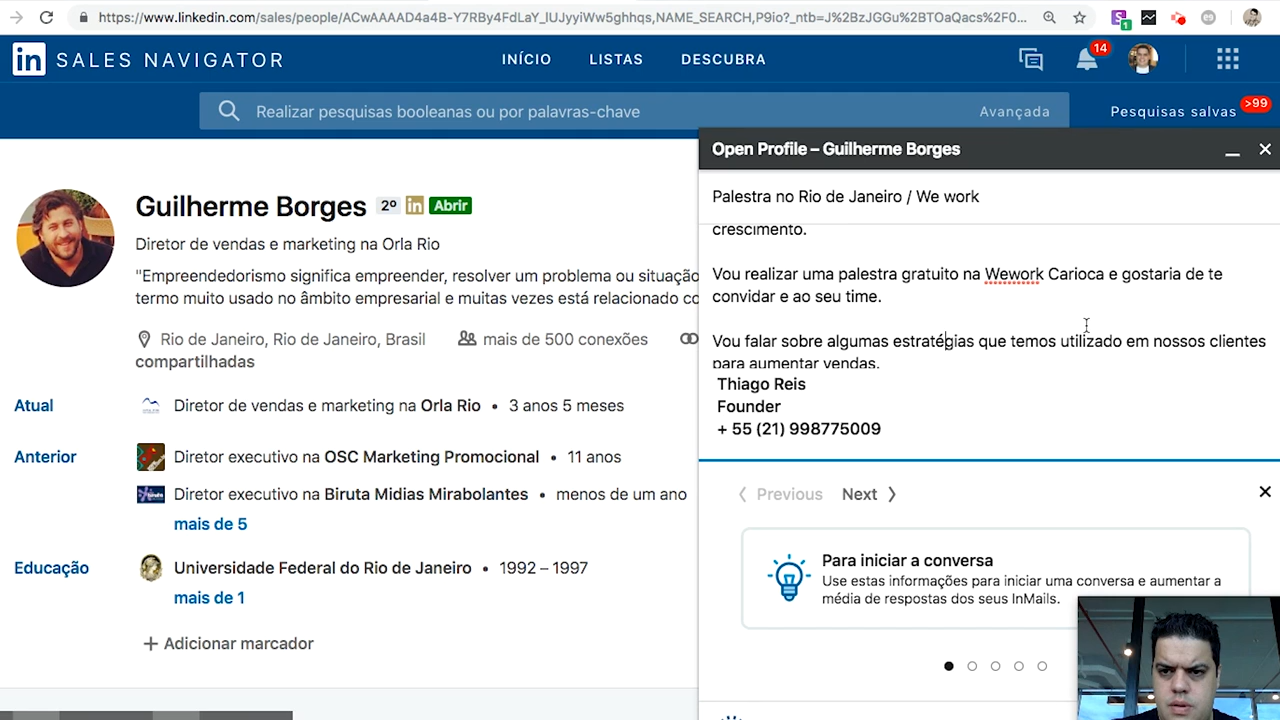 https://www.linkedin.com/sales/people/ACwAAAAD4a4B-Y7RBy4FdLaY_lUJyyiWw5ghhqs,NAME_SEARCH,P9io?_ntb=J%2BzJGGu%2BTOaQacs%2F0...
1
in SALES NAVIGATOR
INÍCIO LISTAS DESCUBRA
14
Realizar pesquisas booleanas ou por palavras-chave
Avançada
Pesquisas salvas >99
Guilherme Borges 2º in Abrir
Diretor de vendas e marketing na Orla Rio
"Empreendedorismo significa empreender, resolver um problema ou situação
termo muito usado no âmbito empresarial e muitas vezes está relacionado co
Rio de Janeiro, Rio de Janeiro, Brasil mais de 500 conexões
compartilhadas
Atual Diretor de vendas e marketing na Orla Rio • 3 anos 5 meses
Anterior Diretor executivo na OSC Marketing Promocional • 11 anos
Diretor executivo na Biruta Midias Mirabolantes • menos de um ano
mais de 5
Educação Universidade Federal do Rio de Janeiro • 1992 – 1997
mais de 1
Adicionar marcador
Open Profile – Guilherme Borges
Palestra no Rio de Janeiro / We work
crescimento.
Vou realizar uma palestra gratuito na Wework Carioca e gostaria de te
convidar e ao seu time.
Vou falar sobre algumas estratégias que temos utilizado em nossos clientes
para aumentar vendas.
Thiago Reis
Founder
+ 55 (21) 998775009
Previous Next
Para iniciar a conversa
Use estas informações para iniciar uma conversa e aumentar a
média de respostas dos seus InMails.